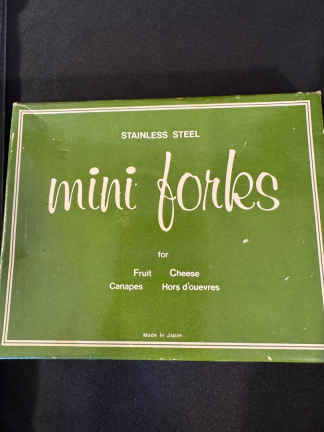 STAINLESS STEEL
mini forks
for
Fruit Cheese
Canapes Hors d'ouevres
Made In Japan